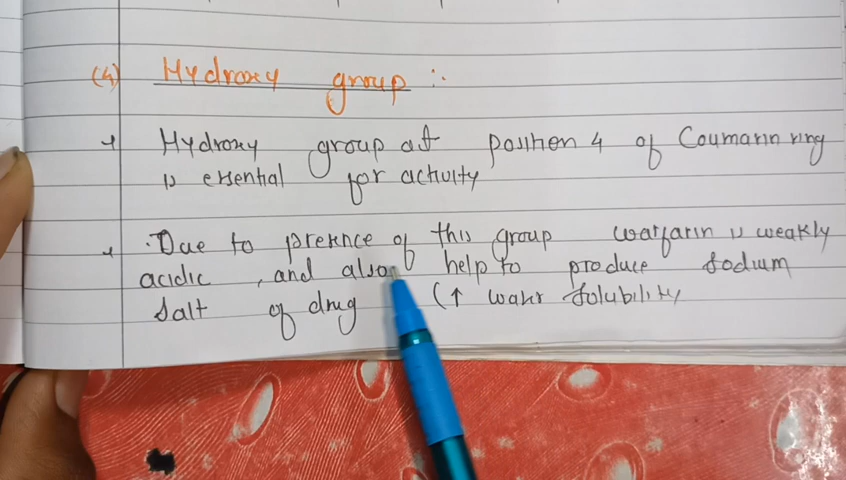 (4) Hydroxy group :-
→ Hydroxy group at position 4 of Coumarin ring
is essential for activity
→ .Due to presence of this group warfarin is weakly
acidic , and also help to produce sodium
salt of drug (↑ water solubility